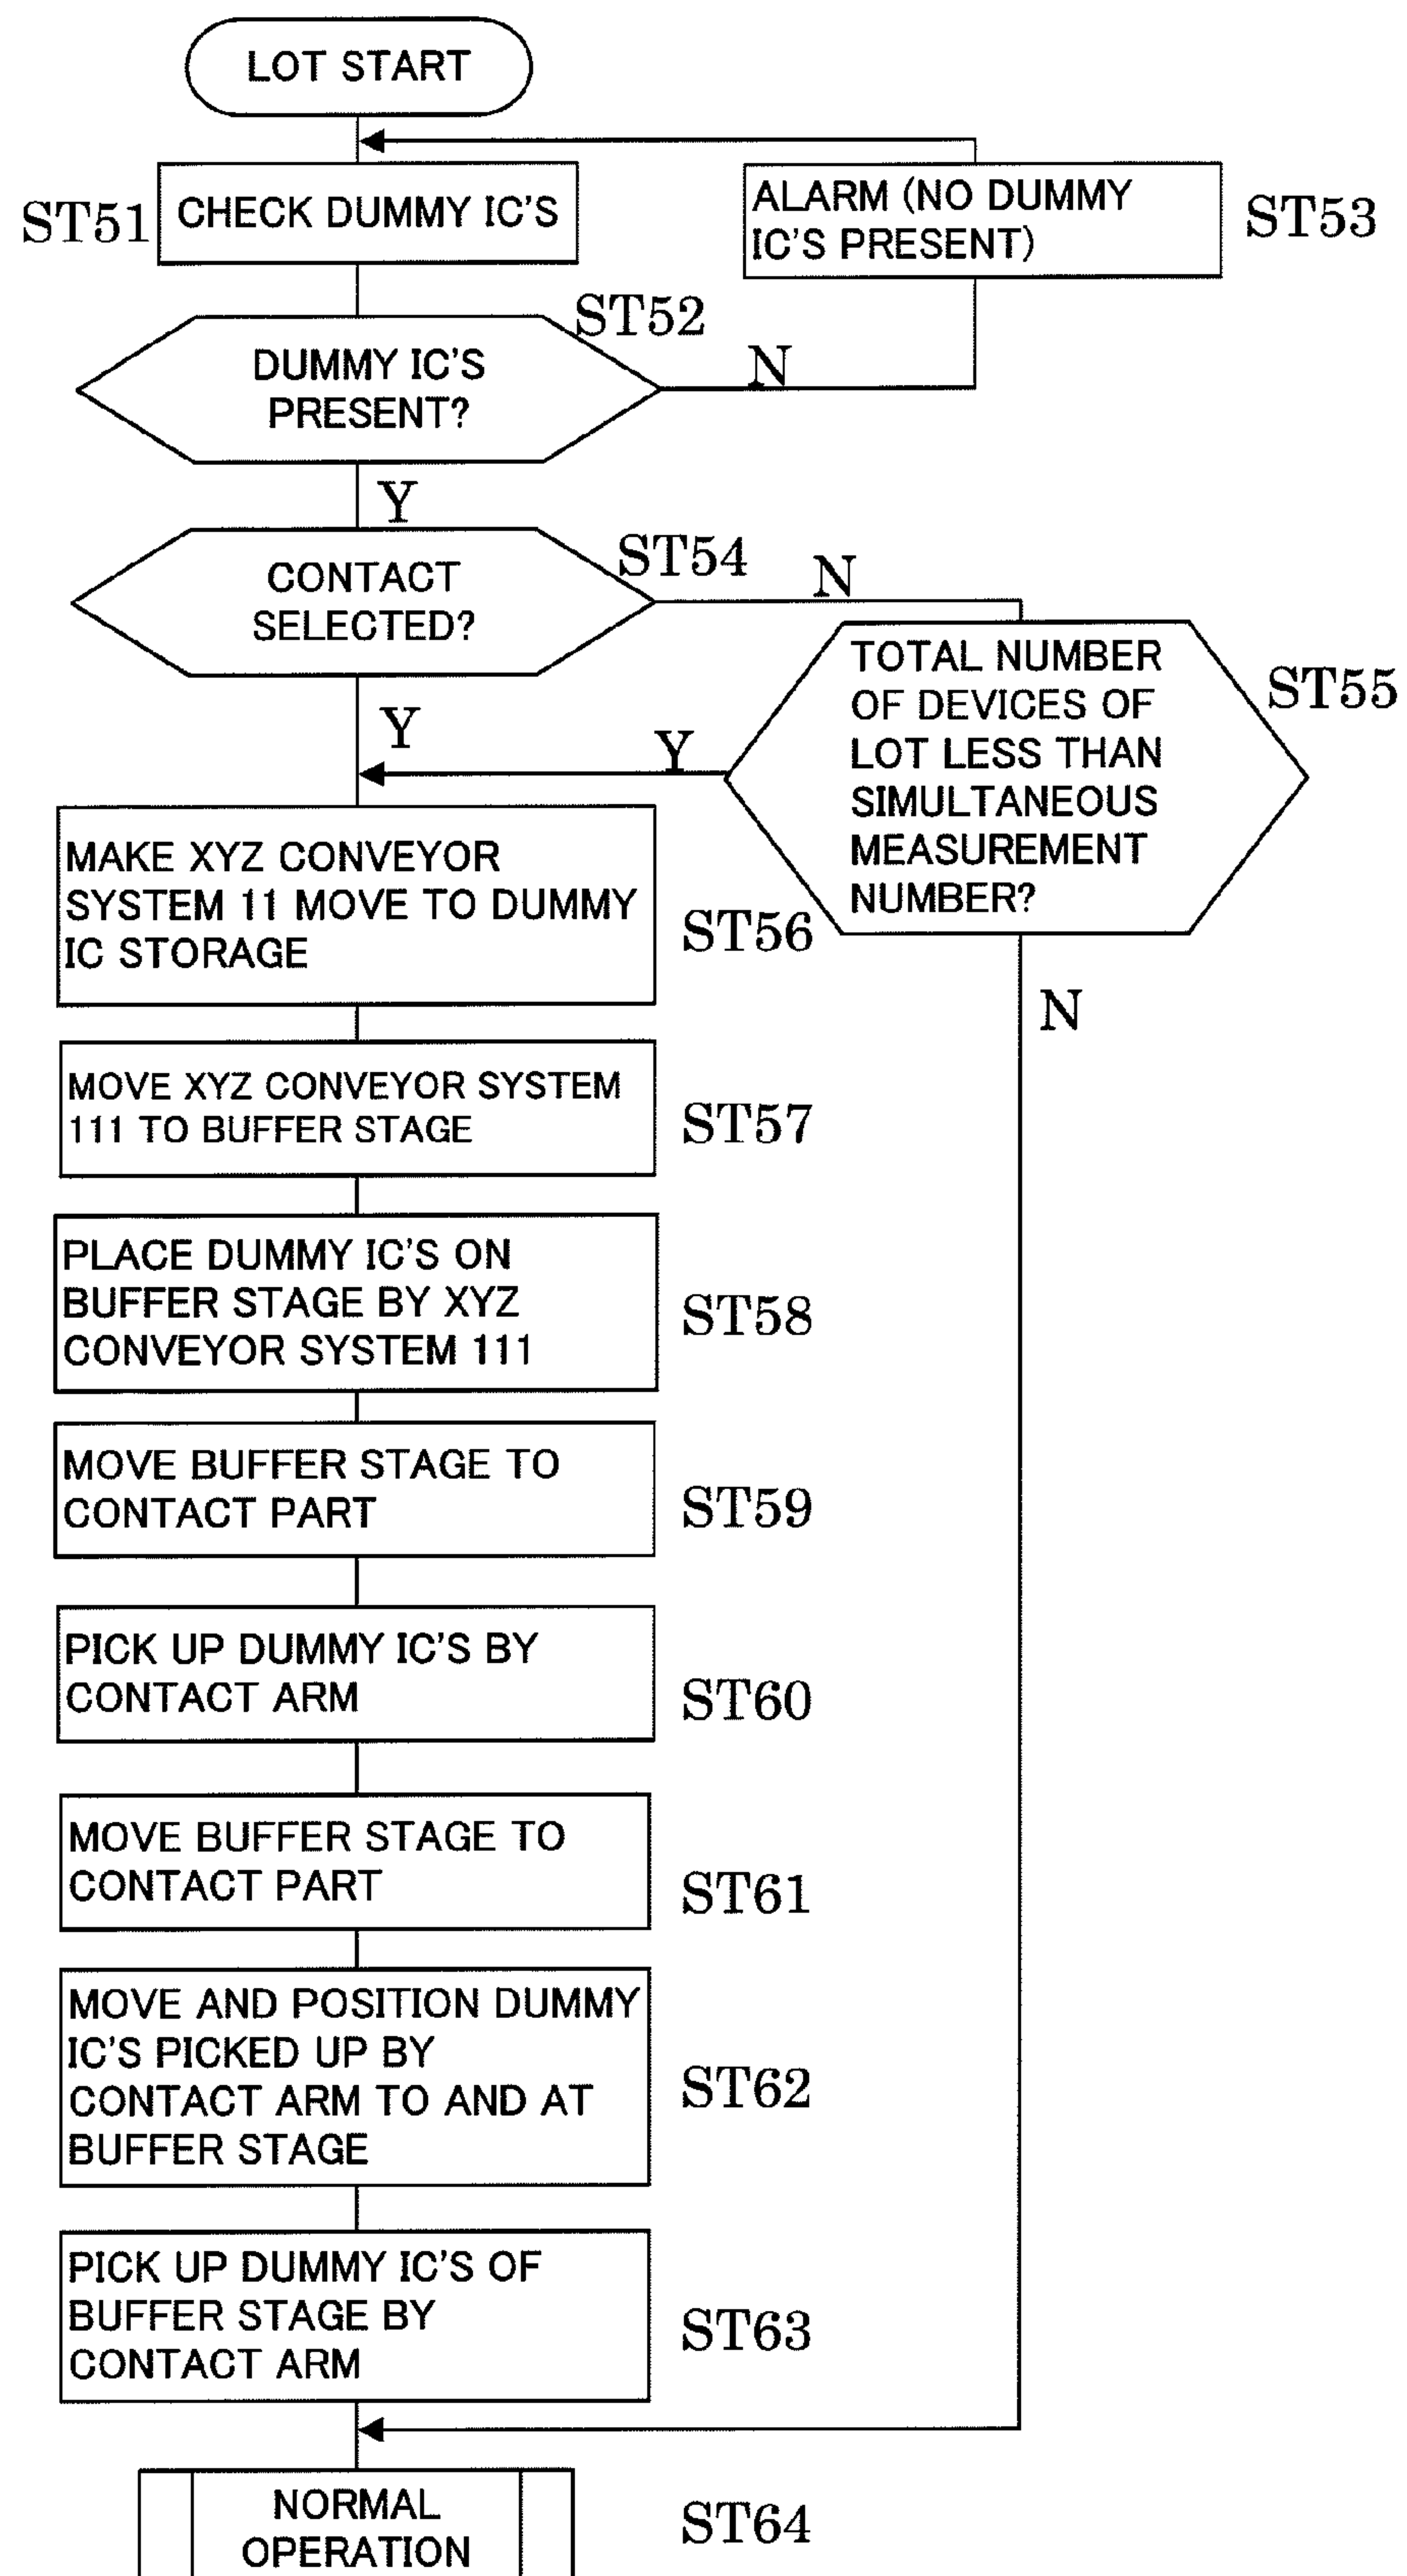 LOT START
ST51
CHECK DUMMY IC'S
ALARM (NO DUMMY
IC'S PRESENT)
ST53
ST52
DUMMY IC'S
PRESENT?
N
Y
ST54
CONTACT
SELECTED?
N
TOTAL NUMBER
OF DEVICES OF
LOT LESS THAN
SIMULTANEOUS
MEASUREMENT
NUMBER?
ST55
Y
Y
MAKE XYZ CONVEYOR
SYSTEM 11 MOVE TO DUMMY
IC STORAGE
ST56
N
MOVE XYZ CONVEYOR SYSTEM
111 TO BUFFER STAGE
ST57
PLACE DUMMY IC'S ON
BUFFER STAGE BY XYZ
CONVEYOR SYSTEM 111
ST58
MOVE BUFFER STAGE TO
CONTACT PART
ST59
PICK UP DUMMY IC'S BY
CONTACT ARM
ST60
MOVE BUFFER STAGE TO
CONTACT PART
ST61
MOVE AND POSITION DUMMY
IC'S PICKED UP BY
CONTACT ARM TO AND AT
BUFFER STAGE
ST62
PICK UP DUMMY IC'S OF
BUFFER STAGE BY
CONTACT ARM
ST63
NORMAL
OPERATION
ST64